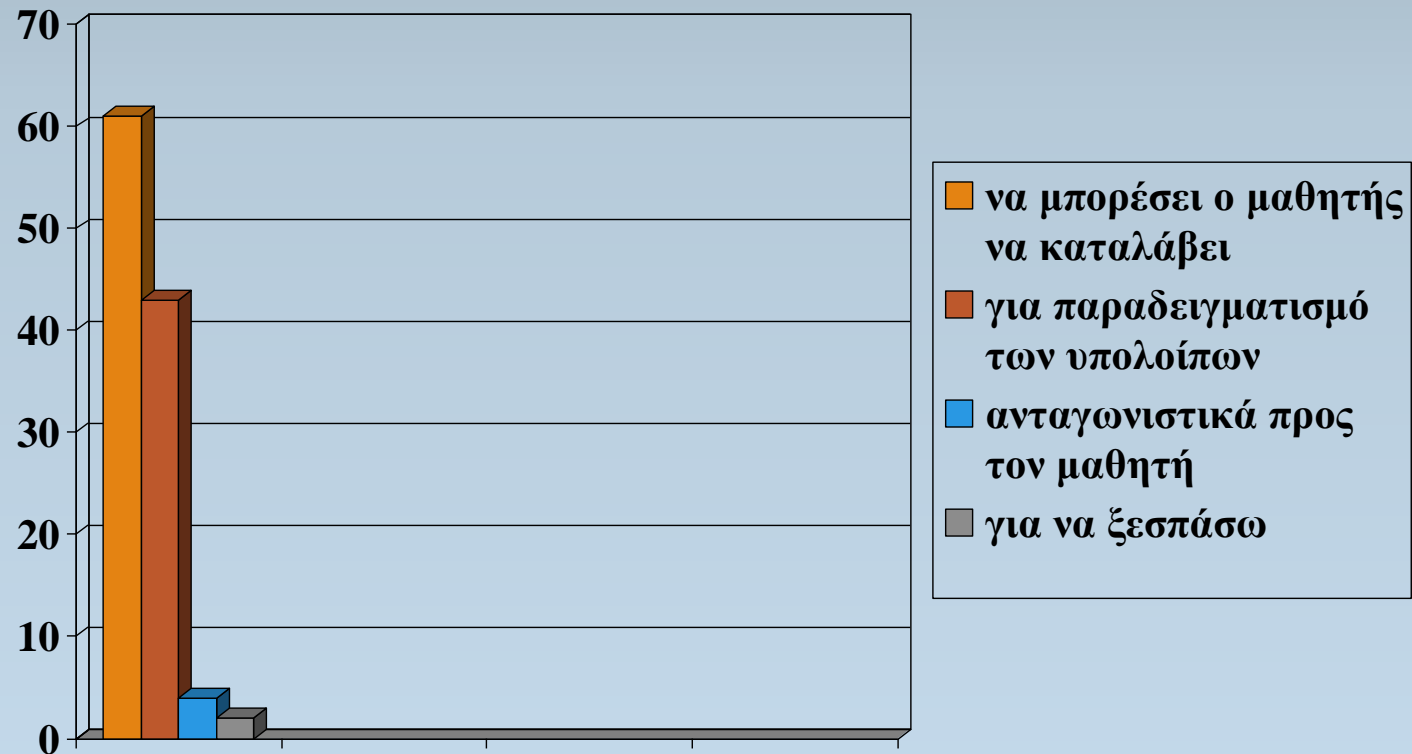 70
60
50
40
30
20
10
0
να μπορέσει ο μαθητής
να καταλάβει
για παραδειγματισμό
των υπολοίπων
ανταγωνιστικά προς
τον μαθητή
για να ξεσπάσω